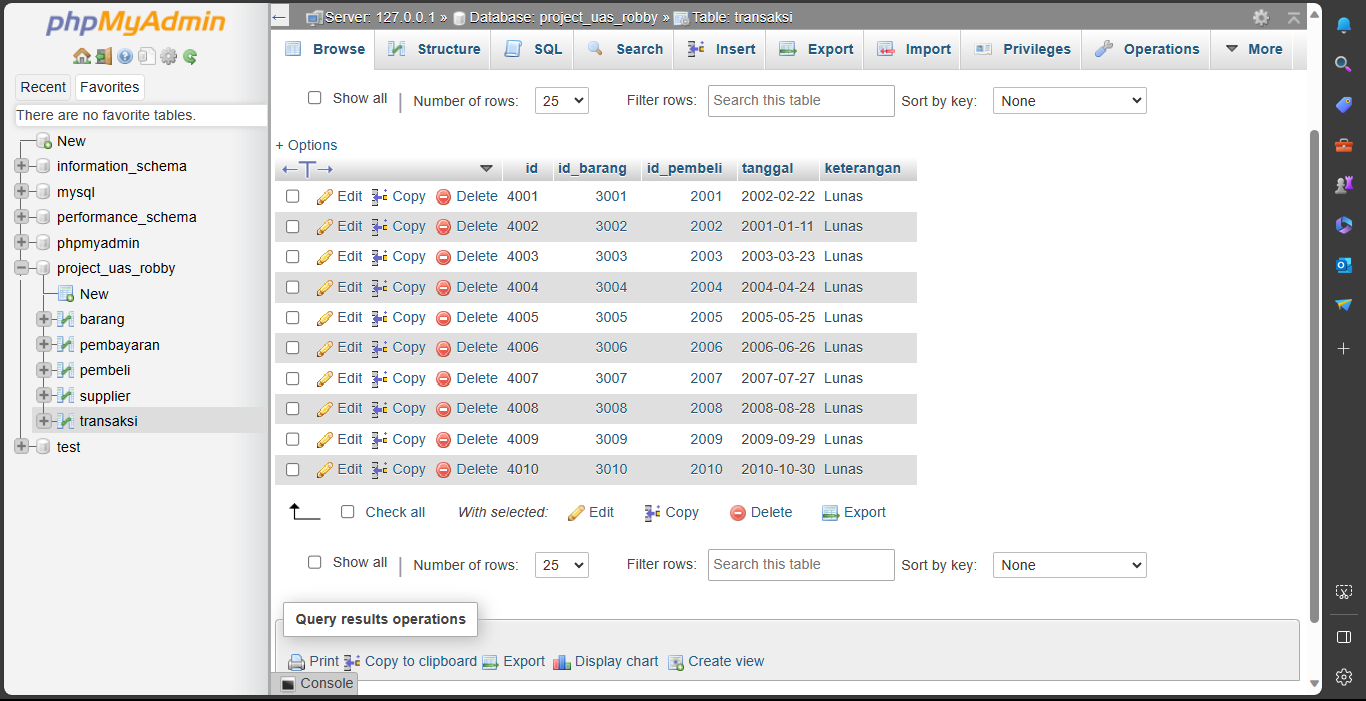 phpMyAdmin
Recent Favorites
There are no favorite tables.
New
information_schema
mysql
performance_schema
phpmyadmin
project_uas_robby
New
barang
pembayaran
pembeli
supplier
transaksi
test
Server: 127.0.0.1 » Database: project_uas_robby » Table: transaksi
Browse Structure SQL Search Insert Export Import Privileges Operations More
Show all Number of rows: 25 Filter rows: Search this table Sort by key: None
+ Options
←T→ id id_barang id_pembeli tanggal keterangan
Edit Copy Delete 4001 3001 2001 2002-02-22 Lunas
Edit Copy Delete 4002 3002 2002 2001-01-11 Lunas
Edit Copy Delete 4003 3003 2003 2003-03-23 Lunas
Edit Copy Delete 4004 3004 2004 2004-04-24 Lunas
Edit Copy Delete 4005 3005 2005 2005-05-25 Lunas
Edit Copy Delete 4006 3006 2006 2006-06-26 Lunas
Edit Copy Delete 4007 3007 2007 2007-07-27 Lunas
Edit Copy Delete 4008 3008 2008 2008-08-28 Lunas
Edit Copy Delete 4009 3009 2009 2009-09-29 Lunas
Edit Copy Delete 4010 3010 2010 2010-10-30 Lunas
Check all With selected: Edit Copy Delete Export
Show all Number of rows: 25 Filter rows: Search this table Sort by key: None
Query results operations
Print Copy to clipboard Export Display chart Create view
Console